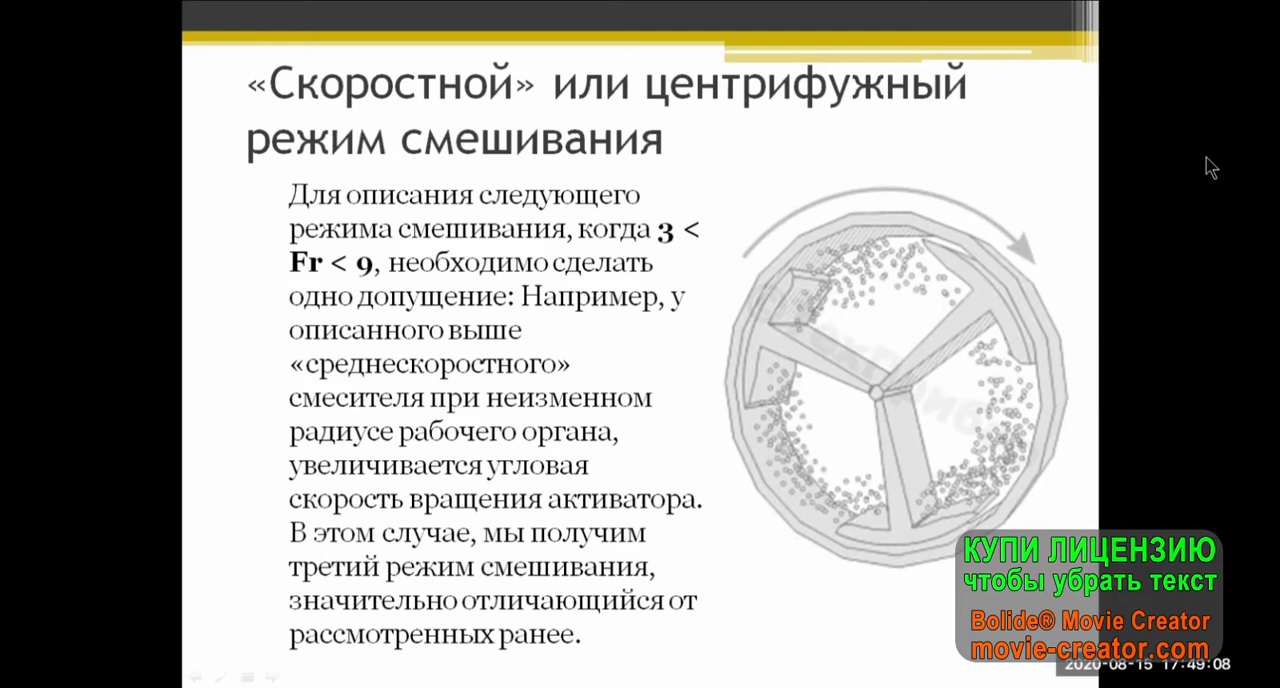 «Скоростной» или центрифужный
режим смешивания
Для описания следующего
режима смешивания, когда 3 <
Fr < 9, необходимо сделать
одно допущение: Например, у
описанного выше
«среднескоростного»
смесителя при неизменном
радиусе рабочего органа,
увеличивается угловая
скорость вращения активатора.
В этом случае, мы получим
третий режим смешивания,
значительно отличающийся от
рассмотренных ранее.
КУПИ ЛИЦЕНЗИЮ
чтобы убрать текст
Bolide® Movie Creator
movie-creator.com
2020-08-15 17:49:08